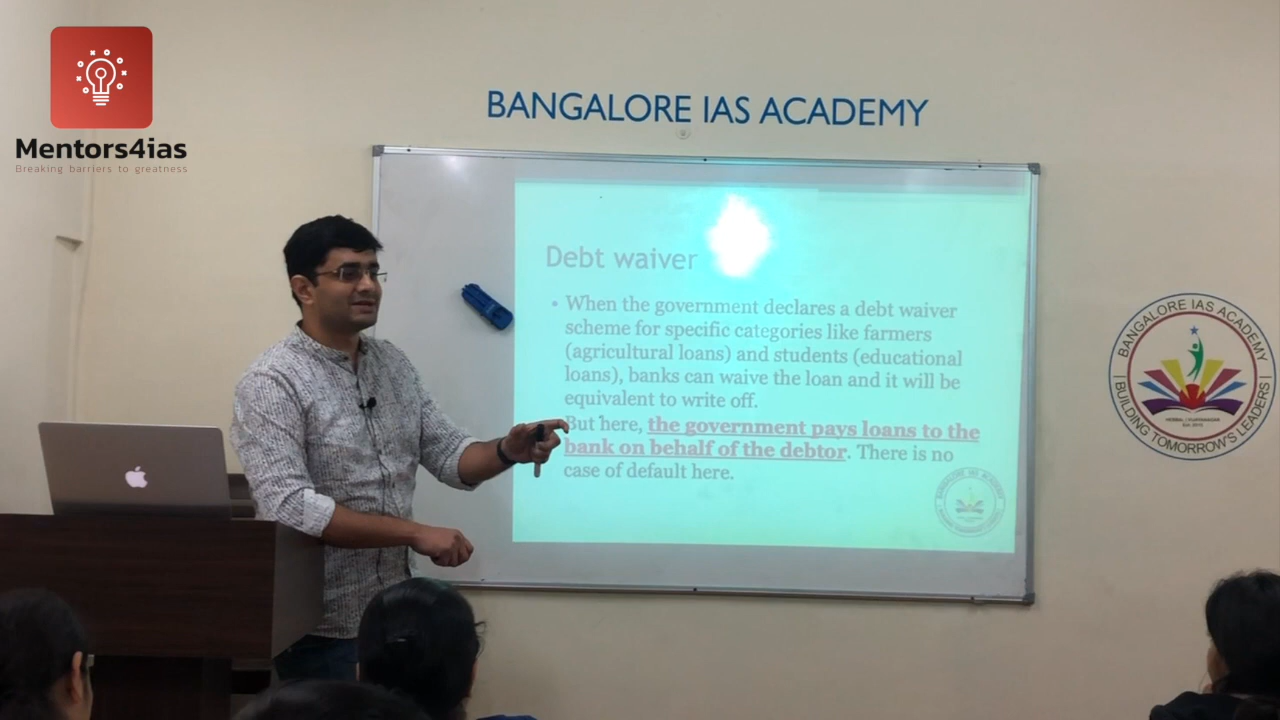 Mentors4ias
Breaking barriers to greatness
BANGALORE IAS ACADEMY
Debt waiver
• When the government declares a debt waiver
scheme for specific categories like farmers
(agricultural loans) and students (educational
loans), banks can waive the loan and it will be
equivalent to write off.
But here, the government pays loans to the
bank on behalf of the debtor. There is no
case of default here.
BANGALORE IAS ACADEMY
| BUILDING TOMORROW'S LEADERS |